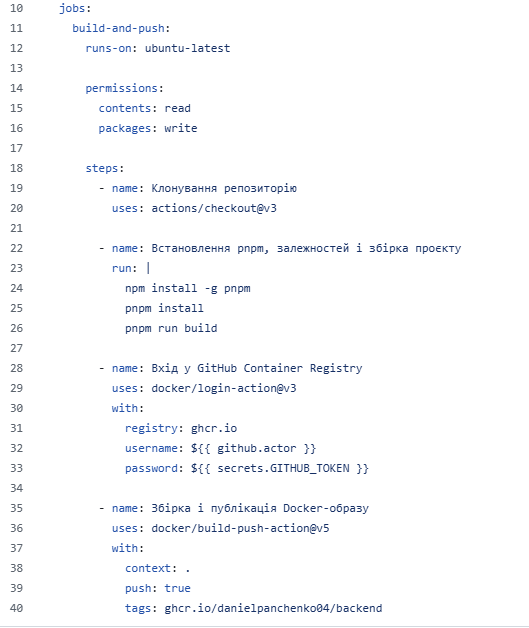 10 jobs:
11   build-and-push:
12     runs-on: ubuntu-latest
13
14     permissions:
15       contents: read
16       packages: write
17
18     steps:
19       - name: Клонування репозиторію
20         uses: actions/checkout@v3
21
22       - name: Встановлення pnpm, залежностей і збірка проєкту
23         run: |
24           npm install -g pnpm
25           pnpm install
26           pnpm run build
27
28       - name: Вхід у GitHub Container Registry
29         uses: docker/login-action@v3
30         with:
31           registry: ghcr.io
32           username: ${{ github.actor }}
33           password: ${{ secrets.GITHUB_TOKEN }}
34
35       - name: Збірка і публікація Docker-образу
36         uses: docker/build-push-action@v5
37         with:
38           context: .
39           push: true
40           tags: ghcr.io/danielpanchenko04/backend